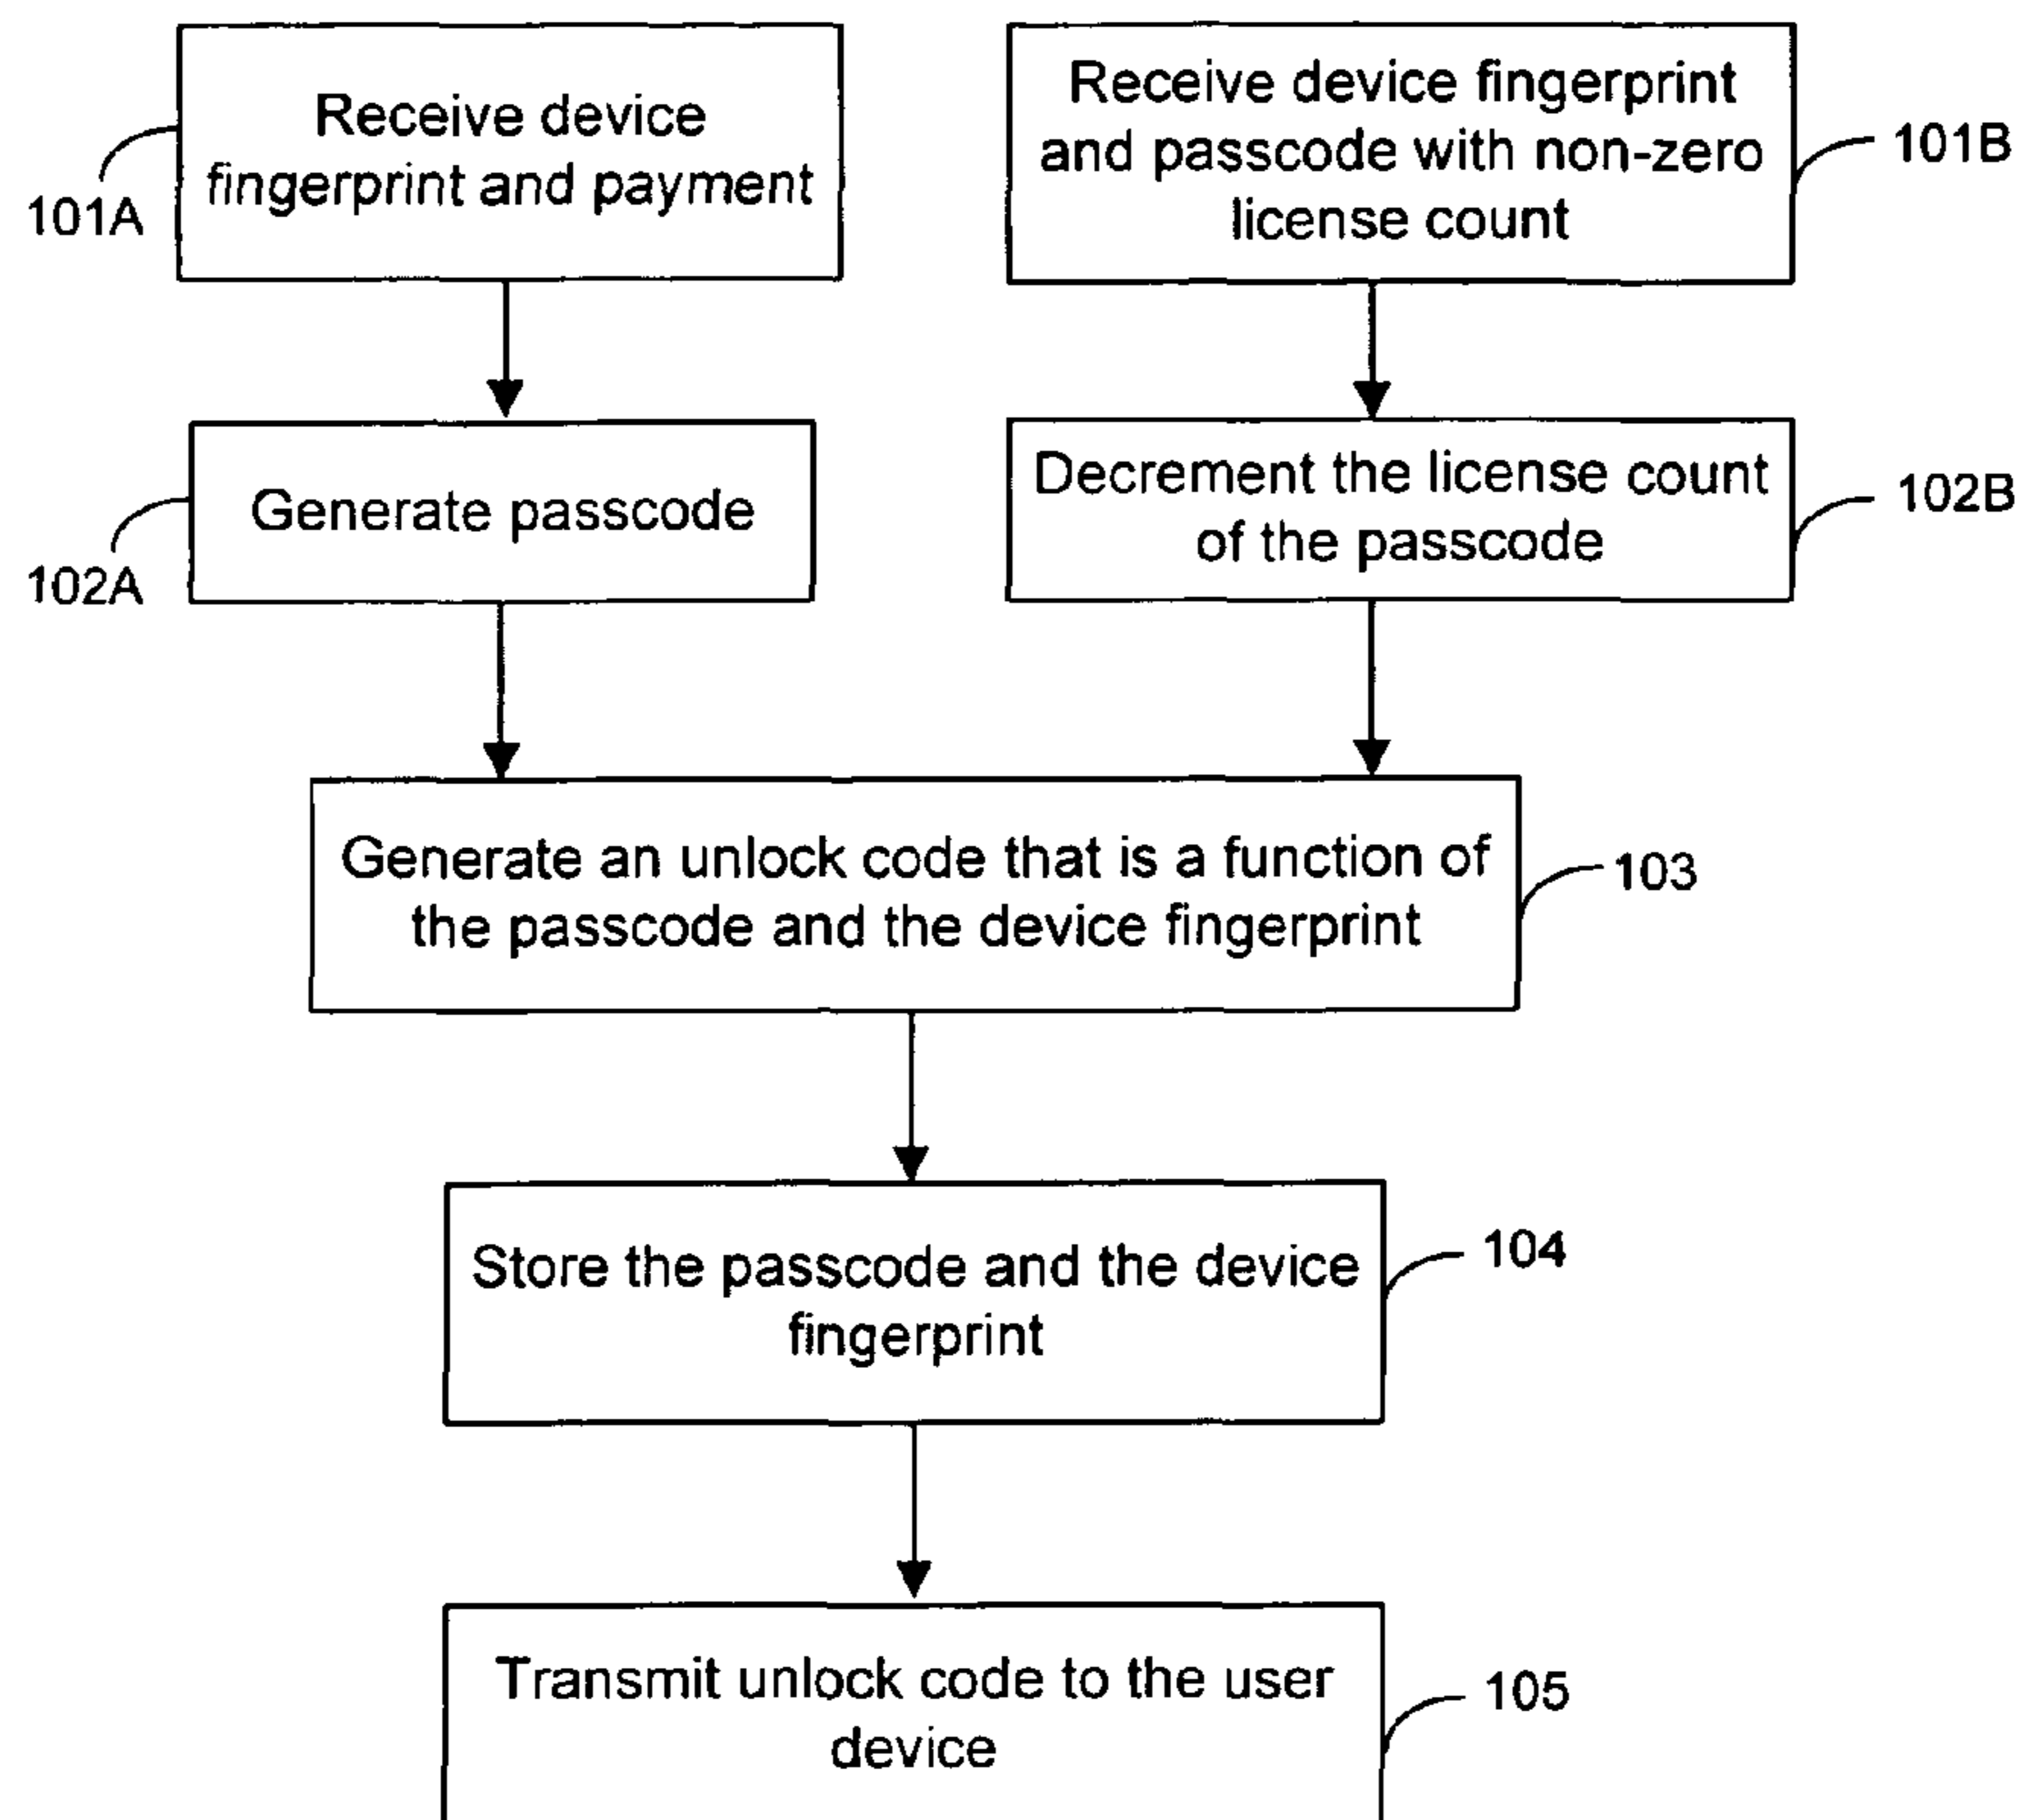 Receive device
fingerprint and payment
101A
Receive device fingerprint
and passcode with non-zero
license count
101B
Generate passcode
102A
Decrement the license count
of the passcode
102B
Generate an unlock code that is a function of
the passcode and the device fingerprint
103
Store the passcode and the device
fingerprint
104
Transmit unlock code to the user
device
105